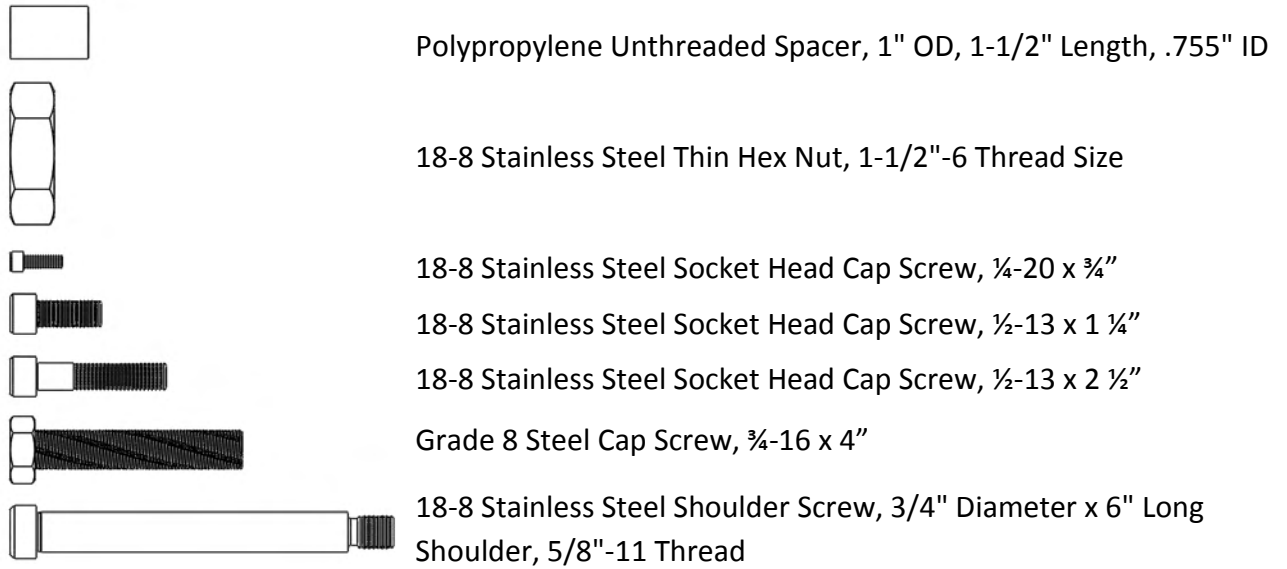 Polypropylene Unthreaded Spacer, 1" OD, 1-1/2" Length, .755" ID
18-8 Stainless Steel Thin Hex Nut, 1-1/2"-6 Thread Size
18-8 Stainless Steel Socket Head Cap Screw, ¼-20 x ¾”
18-8 Stainless Steel Socket Head Cap Screw, ½-13 x 1 ¼”
18-8 Stainless Steel Socket Head Cap Screw, ½-13 x 2 ½”
Grade 8 Steel Cap Screw, ¾-16 x 4”
18-8 Stainless Steel Shoulder Screw, 3/4" Diameter x 6" Long
Shoulder, 5/8"-11 Thread